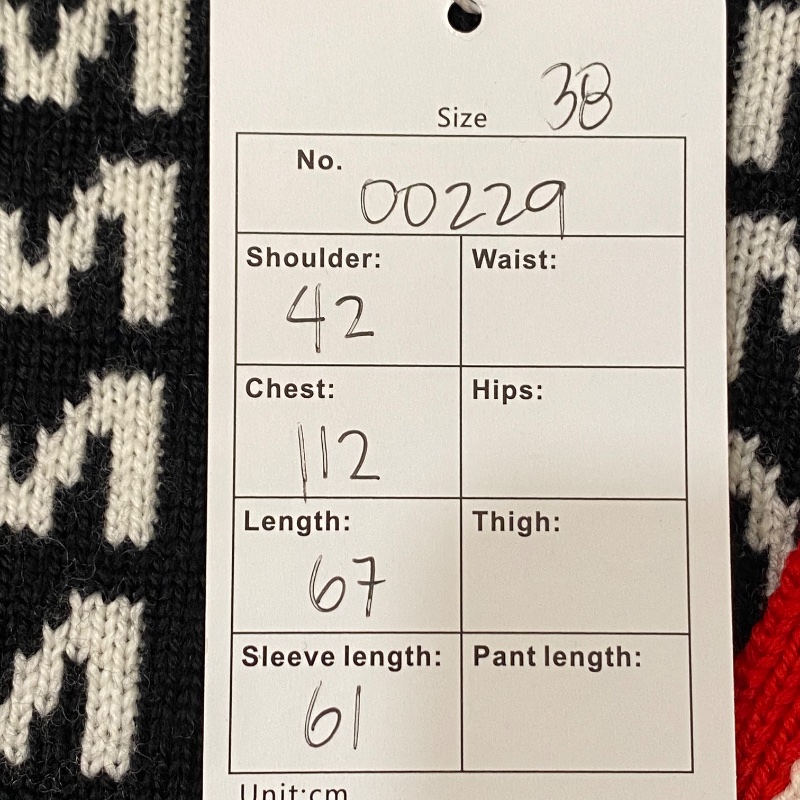 Size 38
No.
00229
Shoulder: Waist:
42
Chest: Hips:
112
Length: Thigh:
67
Sleeve length: Pant length:
61
Unit:cm